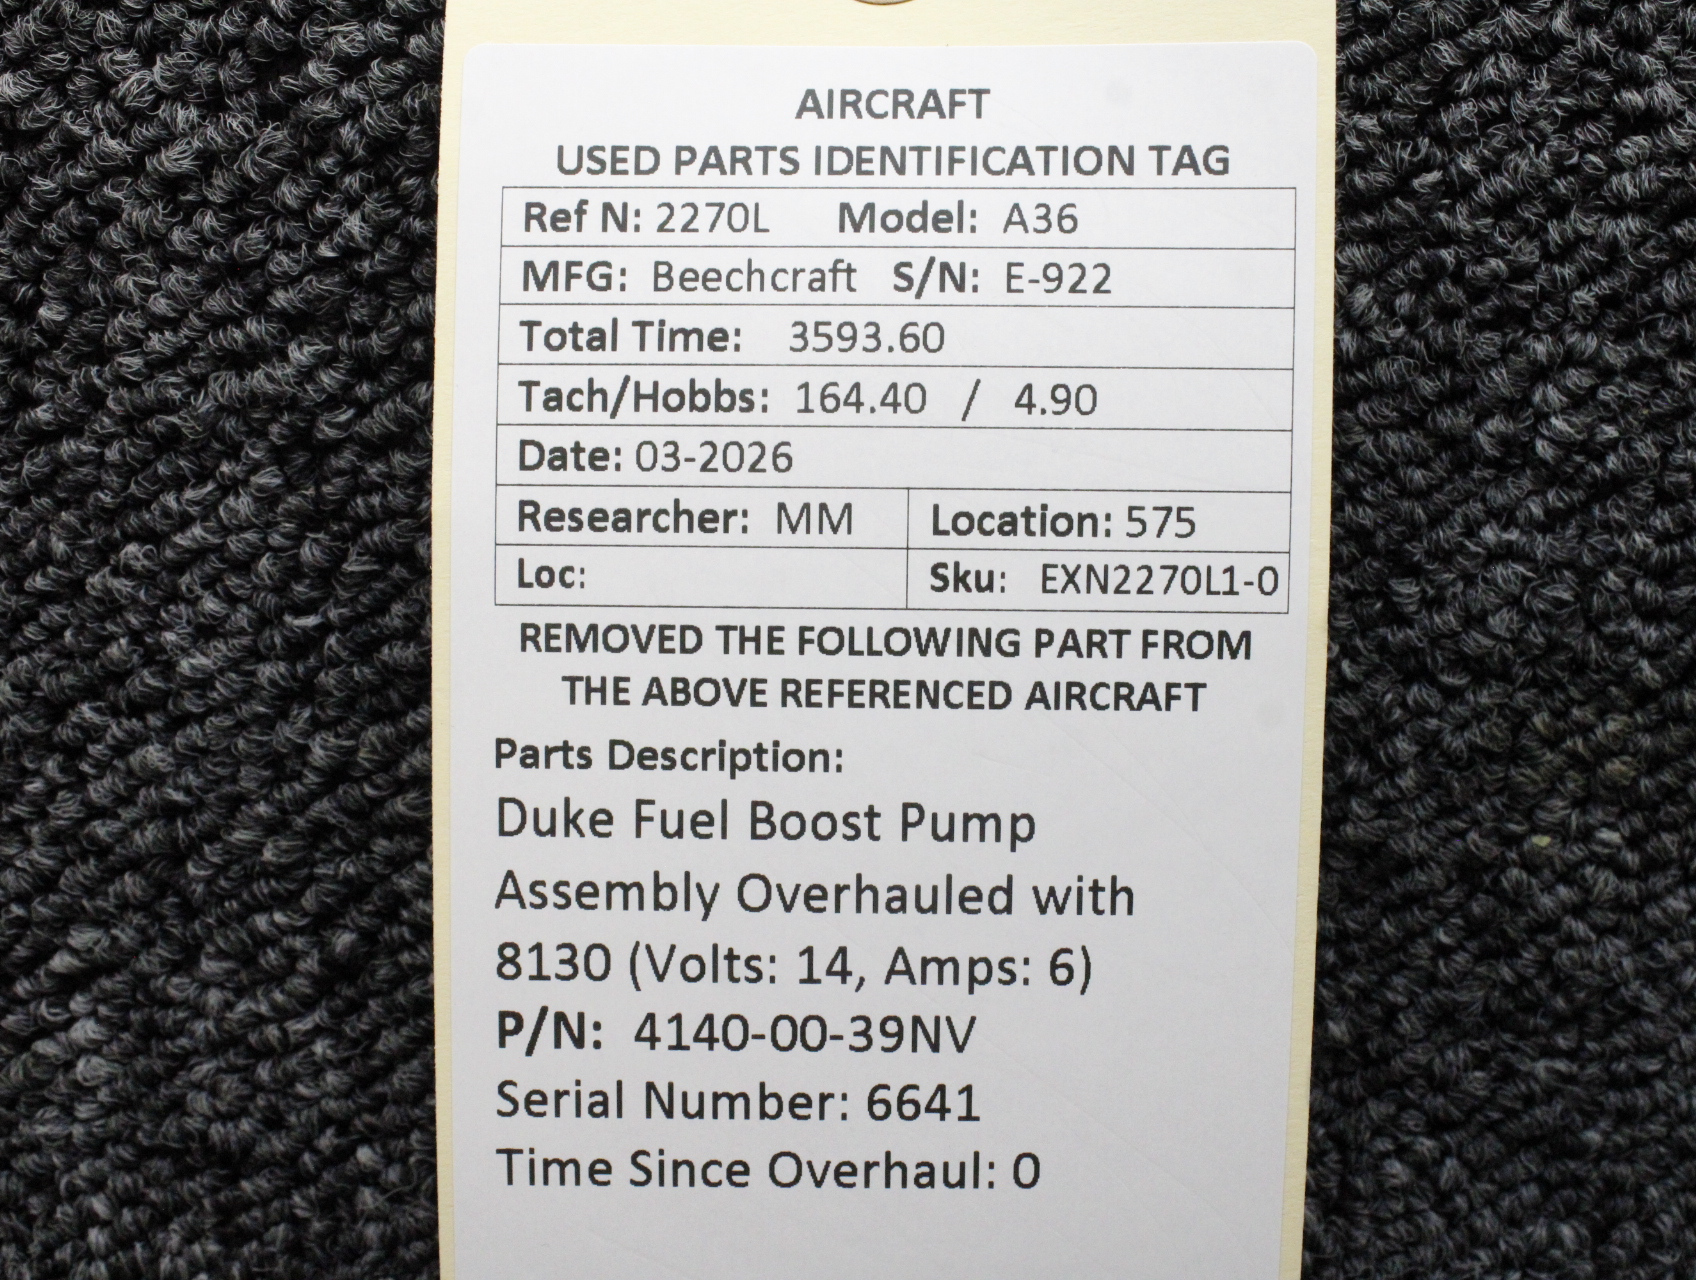 AIRCRAFT
USED PARTS IDENTIFICATION TAG
Ref N: 2270L Model: A36
MFG: Beechcraft S/N: E-922
Total Time: 3593.60
Tach/Hobbs: 164.40 / 4.90
Date: 03-2026
Researcher: MM Location: 575
Loc: Sku: EXN2270L1-0
REMOVED THE FOLLOWING PART FROM
THE ABOVE REFERENCED AIRCRAFT
Parts Description:
Duke Fuel Boost Pump
Assembly Overhauled with
8130 (Volts: 14, Amps: 6)
P/N: 4140-00-39NV
Serial Number: 6641
Time Since Overhaul: 0